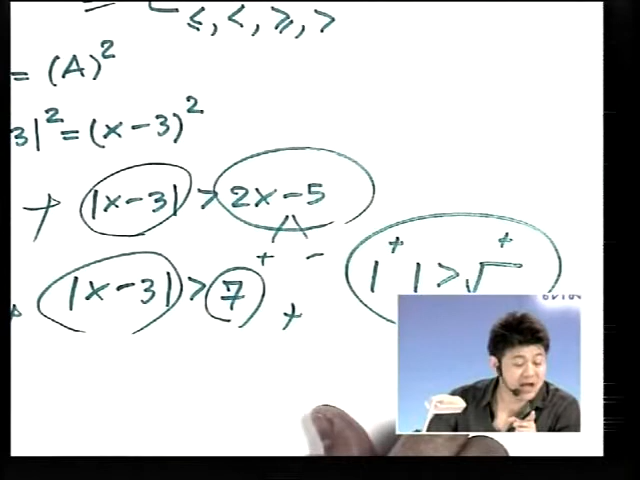 ≤, <, ≥, >
= (A)²
3|² = (x-3)²
|x-3| > 2x-5
+ -
|x-3| > 7 +
|⁺| > √⁺